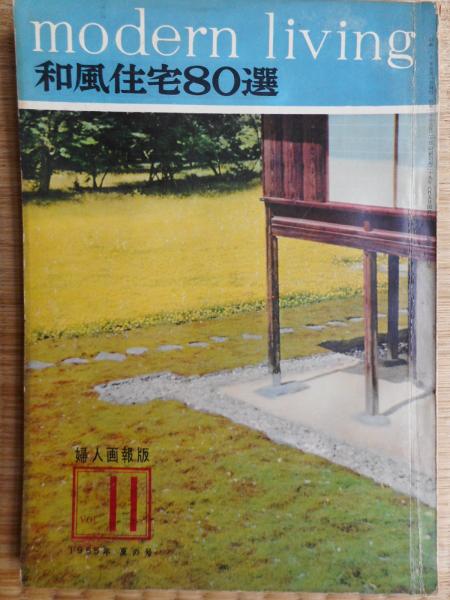 modern living
和風住宅80選
婦人画報版
vol 11
1955年 夏の号